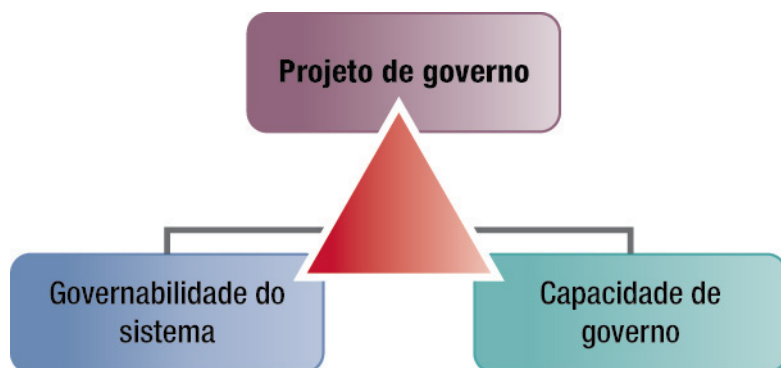 Projeto de governo
Governabilidade do
sistema
Capacidade de
governo